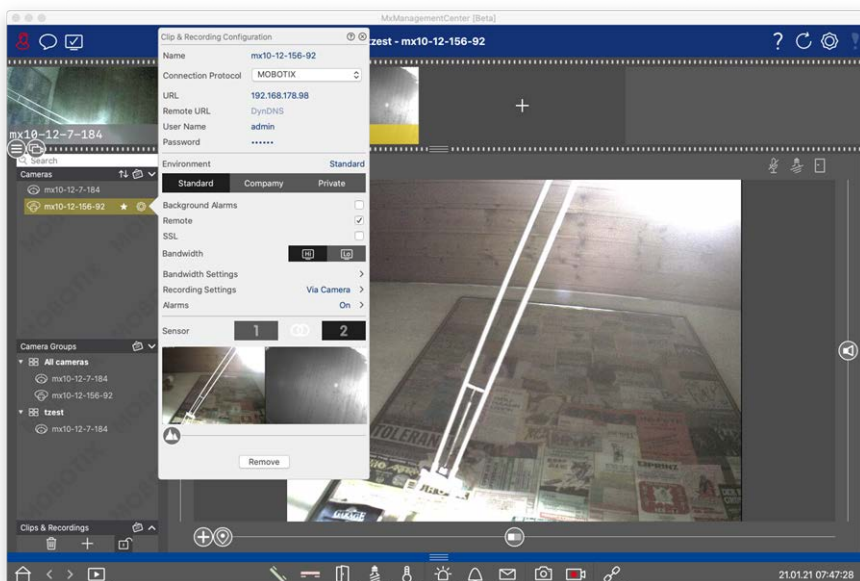 MxManagementCenter [Beta]
tzest - mx10-12-156-92
mx10-12-7-184
Search
Cameras
mx10-12-7-184
mx10-12-156-92
Camera Groups
All cameras
mx10-12-7-184
mx10-12-156-92
tzest
mx10-12-7-184
Clips & Recordings
Clip & Recording Configuration
Name mx10-12-156-92
Connection Protocol MOBOTIX
URL 192.168.178.98
Remote URL DynDNS
User Name admin
Password ••••••
Environment Standard
Standard Compamy Private
Background Alarms
Remote
SSL
Bandwidth Hi Lo
Bandwidth Settings
Recording Settings Via Camera
Alarms On
Sensor 1 2
Remove
MOBOTIX
TOLERAN
21.01.21 07:47:28